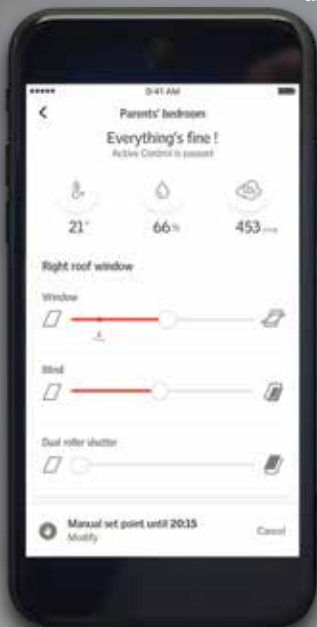 9:41 AM
Parents' bedroom
Everything's fine !
Active Control is paused
21°
66 %
453
Right roof window
Window
Blind
Dual roller shutter
Manual set point until 20:15
Modify
Cancel